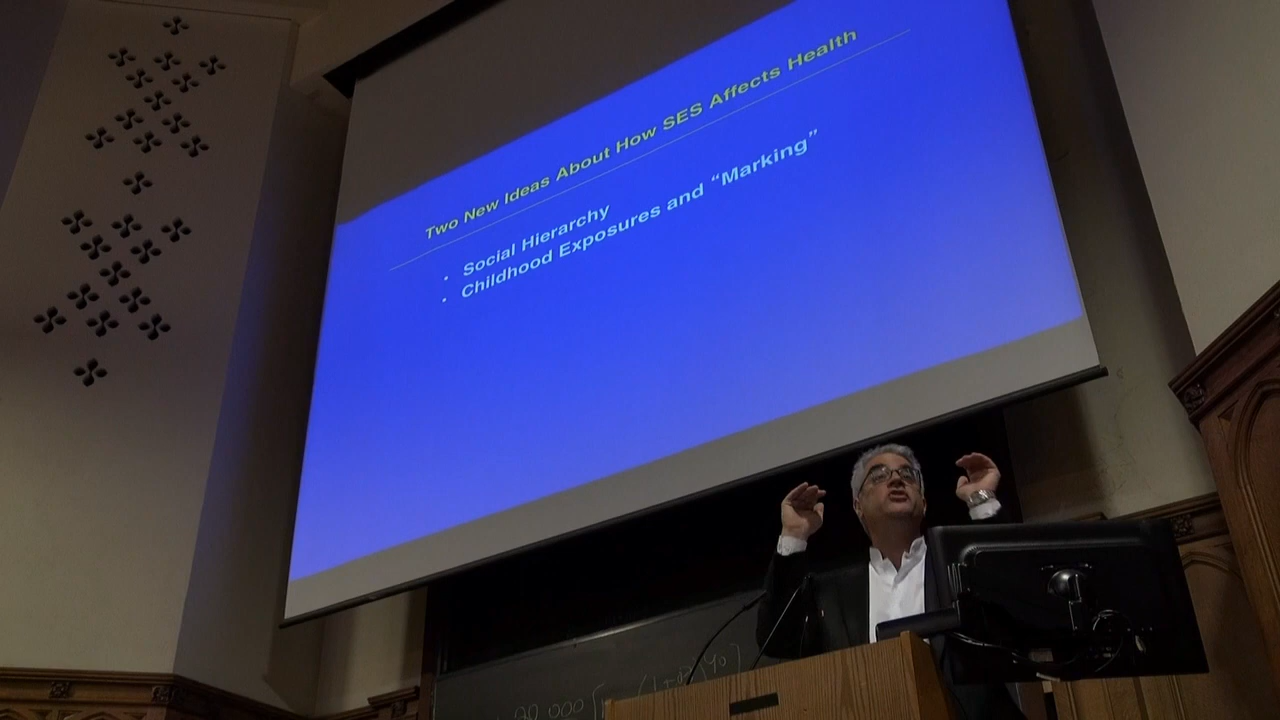 Two New Ideas About How SES Affects Health
• Social Hierarchy
• Childhood Exposures and “Marking”